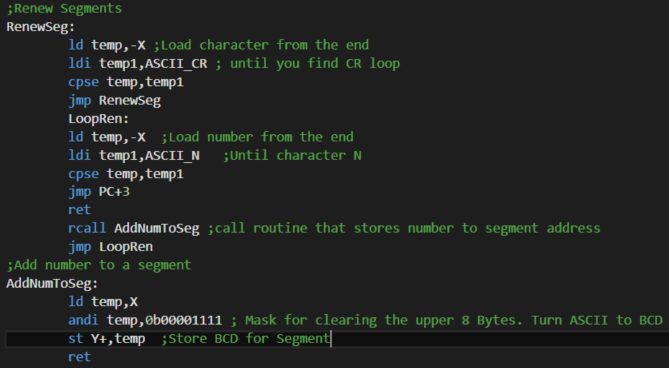 ;Renew Segments
RenewSeg:
ld temp,-X ;Load character from the end
ldi temp1,ASCII_CR ; until you find CR loop
cpse temp,temp1
jmp RenewSeg
LoopRen:
ld temp,-X  ;Load number from the end
ldi temp1,ASCII_N   ;Until character N
cpse temp,temp1
jmp PC+3
ret
rcall AddNumToSeg ;call routine that stores number to segment address
jmp LoopRen
;Add number to a segment
AddNumToSeg:
ld temp,X
andi temp,0b00001111 ; Mask for clearing the upper 8 Bytes. Turn ASCII to BCD
st Y+,temp  ;Store BCD for Segment
ret